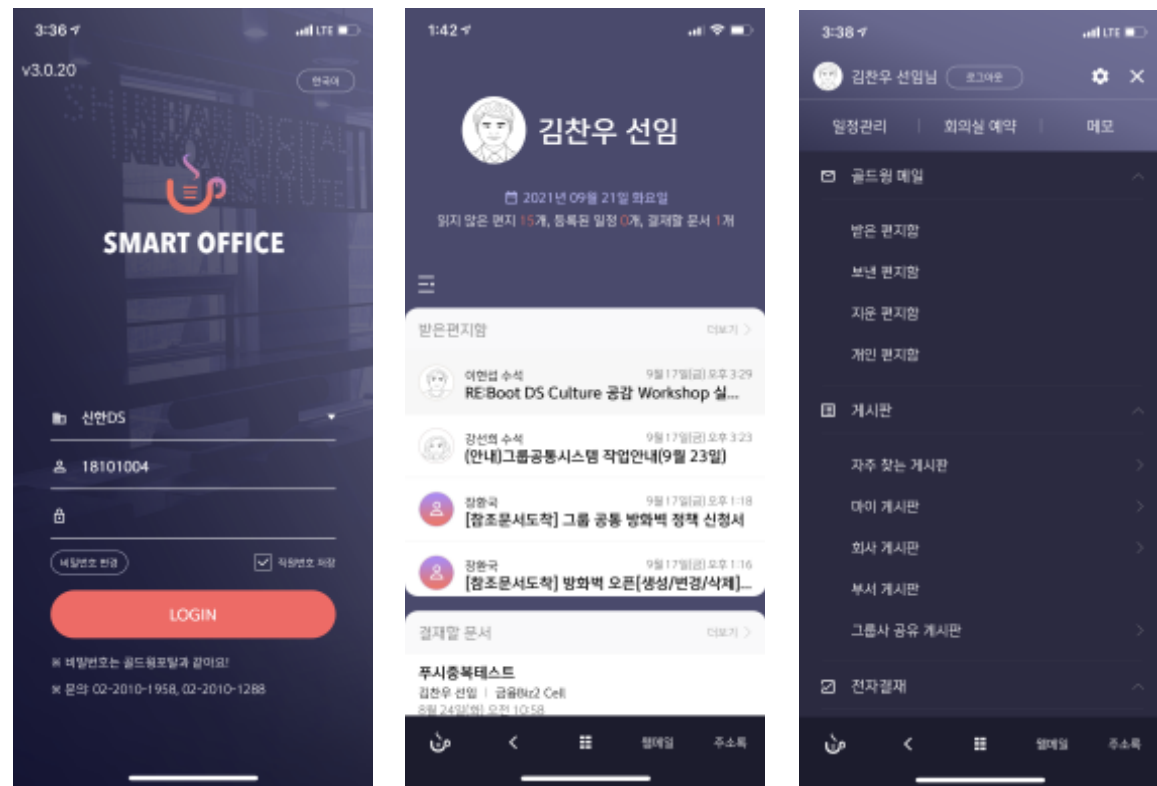 3:36
LTE
v3.0.20
한국어
SMART OFFICE
신한DS
18101004
비밀번호 변경
직원번호 저장
LOGIN
※ 비밀번호는 골드윙포탈과 같아요!
※ 문의 02-2010-1958, 02-2010-1288
1:42
김찬우 선임
2021년 09월 21일 화요일
읽지 않은 편지 15개, 등록된 일정 0개, 결재할 문서 1개
받은편지함
더보기
이현섭 수석
9월 17일(금) 오후 3:29
RE:Boot DS Culture 공감 Workshop 실...
강선희 수석
9월 17일(금) 오후 3:23
(안내)그룹공통시스템 작업안내(9월 23일)
장환국
9월 17일(금) 오후 1:18
[참조문서도착] 그룹 공통 방화벽 정책 신청서
장환국
9월 17일(금) 오후 1:16
[참조문서도착] 방화벽 오픈[생성/변경/삭제]...
결재할 문서
더보기
푸시중복테스트
김찬우 선임 | 금융Biz2 Cell
8월 24일(화) 오전 10:58
웹메일
주소록
3:38
LTE
김찬우 선임님
로그아웃
일정관리
회의실 예약
메모
골드윙 메일
받은 편지함
보낸 편지함
지운 편지함
개인 편지함
게시판
자주 찾는 게시판
마이 게시판
회사 게시판
부서 게시판
그룹사 공유 게시판
전자결재
웹메일
주소록